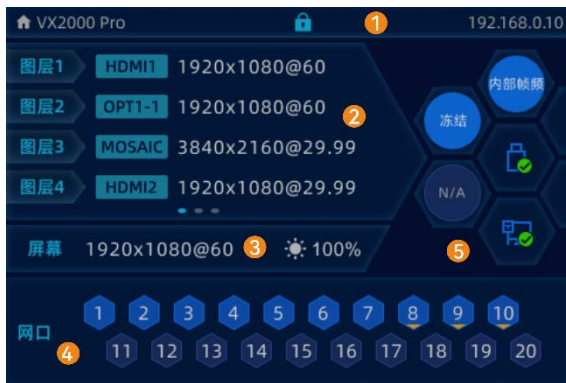 VX2000 Pro 1 192.168.0.10
图层1 HDMI1 1920x1080@60
图层2 OPT1-1 1920x1080@60 2
图层3 MOSAIC 3840x2160@29.99
图层4 HDMI2 1920x1080@29.99
内部帧频
冻结
N/A
5
屏幕 1920x1080@60 3 100%
网口 4
1 2 3 4 5 6 7 8 9 10
11 12 13 14 15 16 17 18 19 20